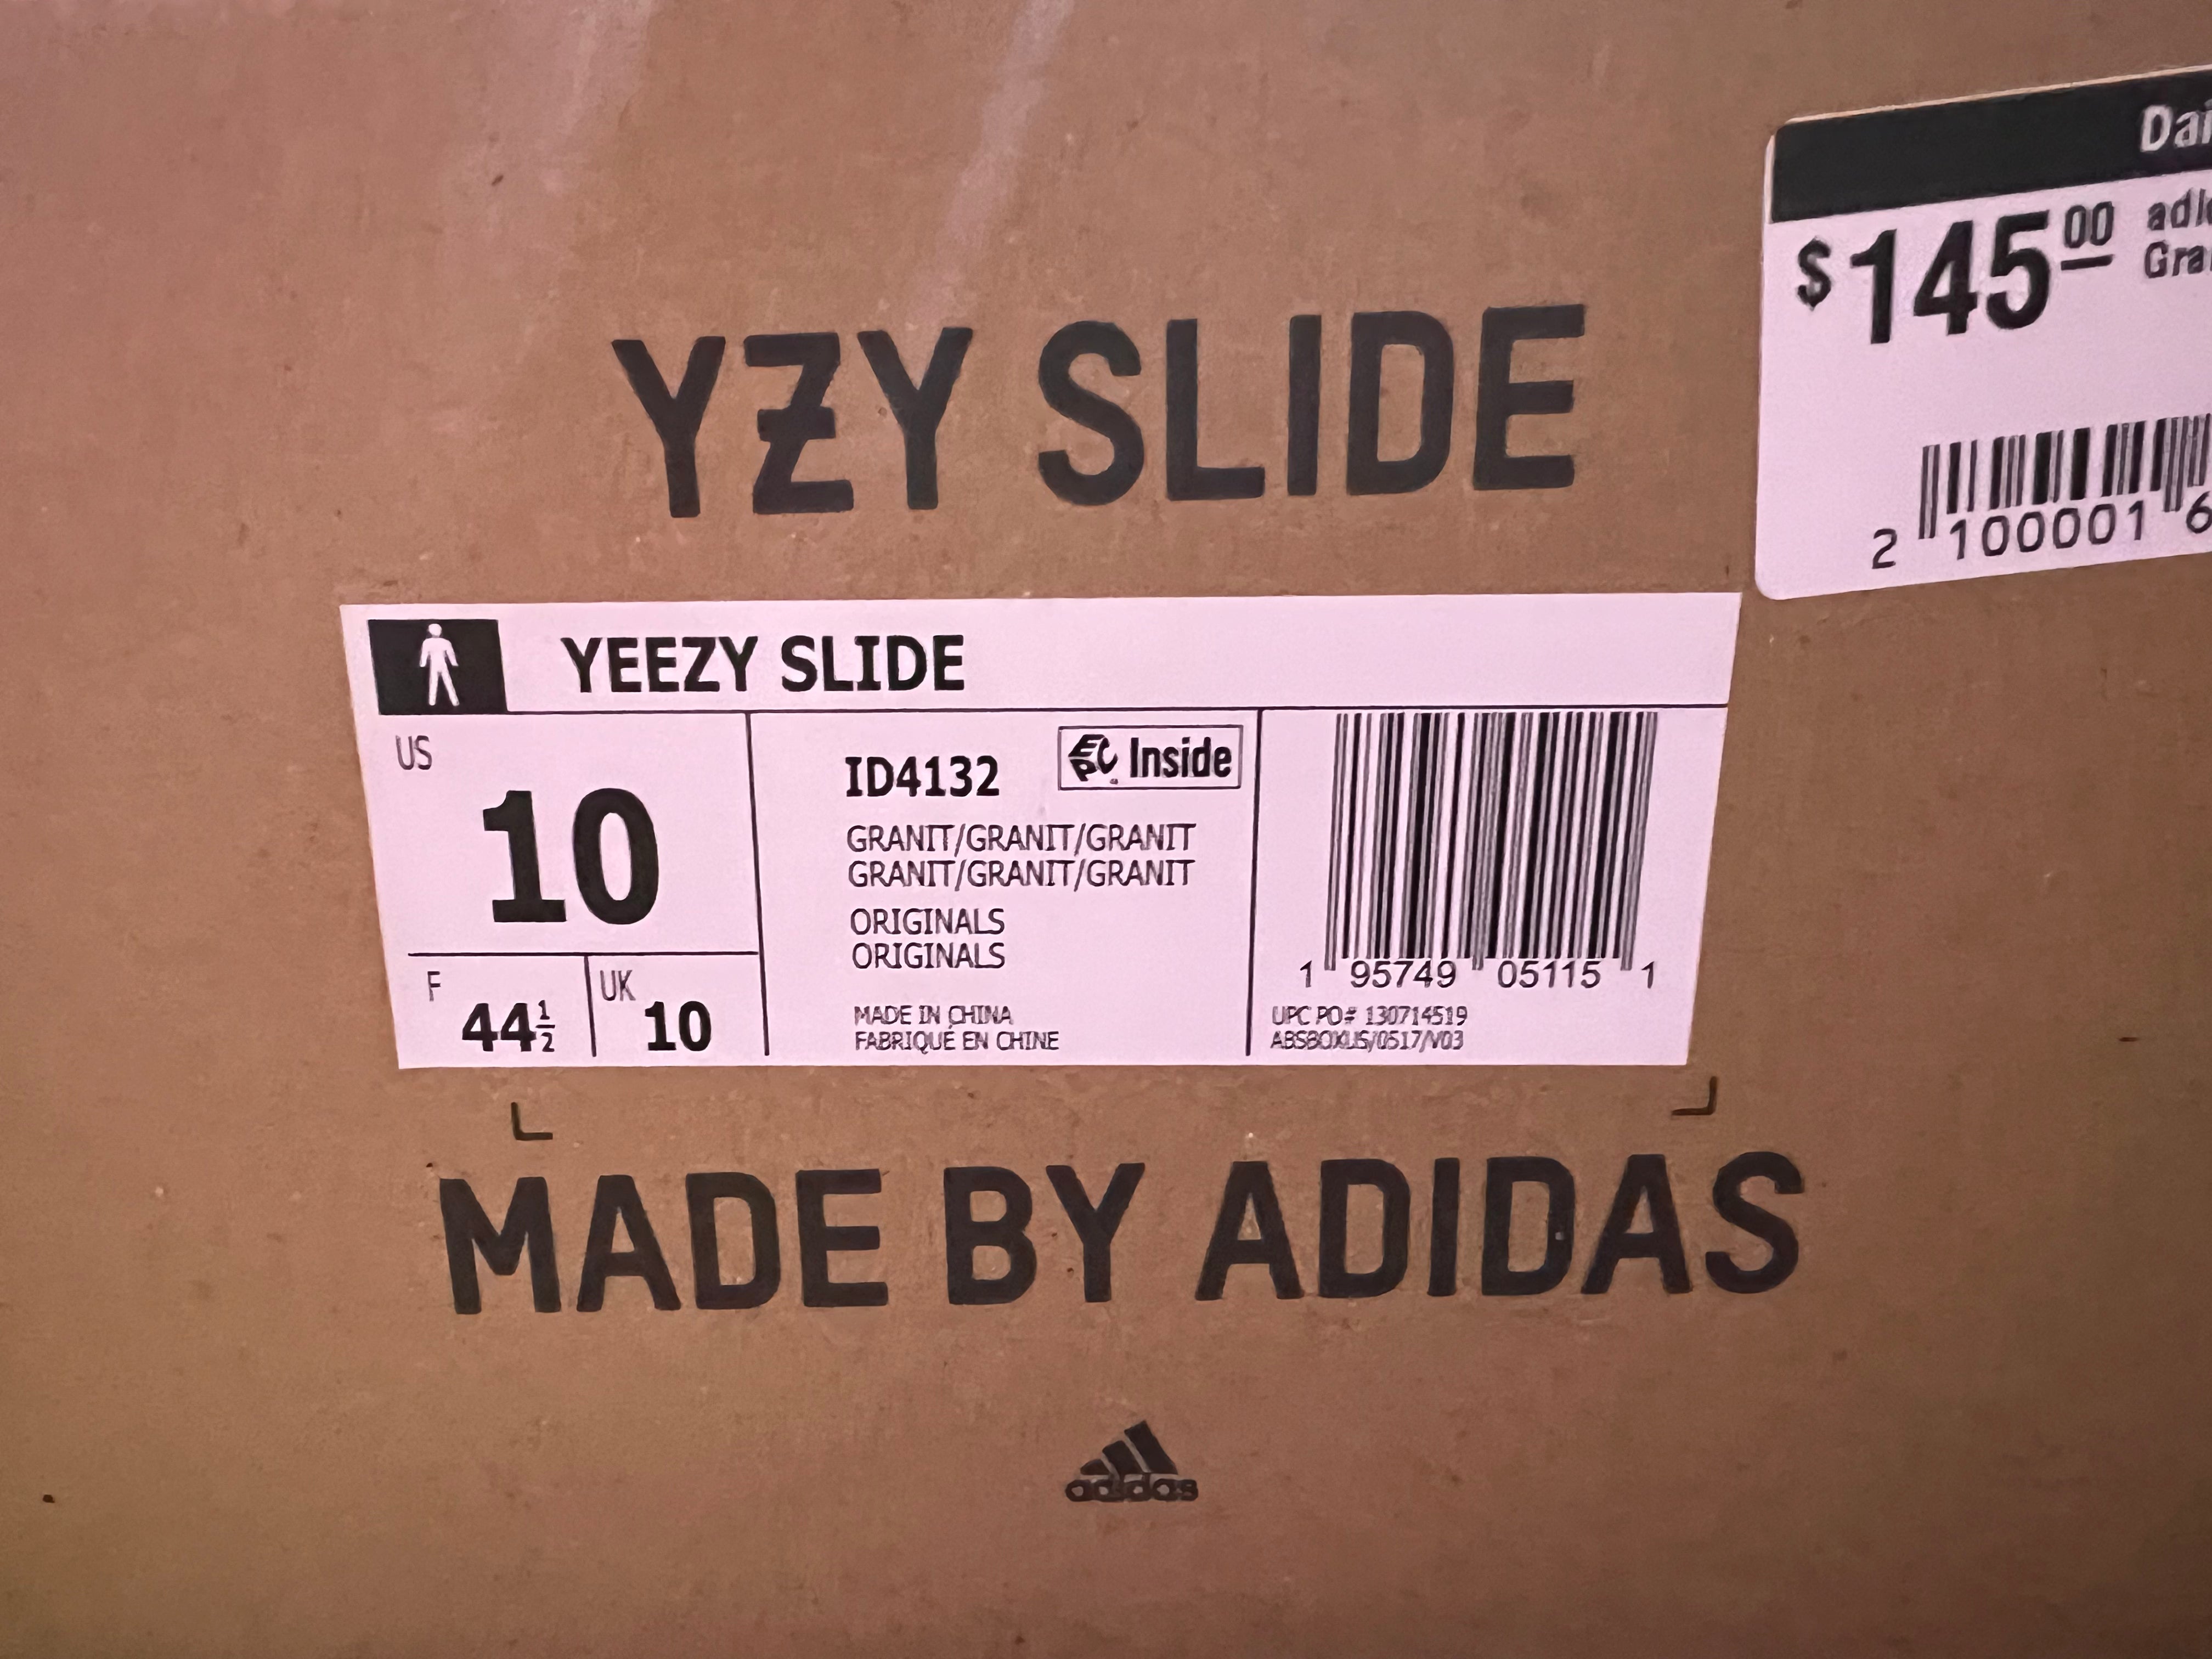 Dai
$145 00
adi
Gra
2 100001 6
YZY SLIDE
YEEZY SLIDE
US
10
F
44½
UK
10
ID4132
EPC Inside
GRANIT/GRANIT/GRANIT
GRANIT/GRANIT/GRANIT
ORIGINALS
ORIGINALS
MADE IN CHINA
FABRIQUÉ EN CHINE
1 95749 05115 1
UPC PO# 130714519
ABSBOXUS/0517/V03
MADE BY ADIDAS
adidas